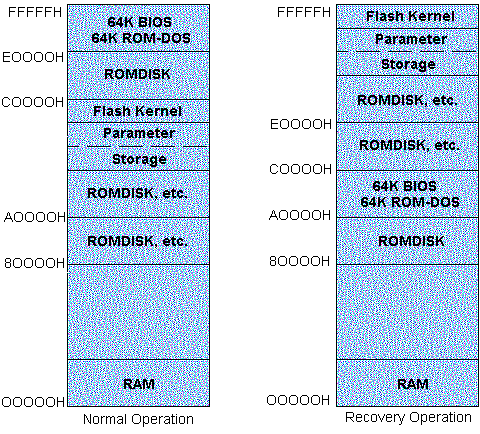 FFFFFH
64K BIOS
64K ROM-DOS
EOOOOH
ROMDISK
COOOOH
Flash Kernel
Parameter
Storage
ROMDISK, etc.
AOOOOH
ROMDISK, etc.
8OOOOH
RAM
OOOOOH
Normal Operation
FFFFFH
Flash Kernel
Parameter
Storage
ROMDISK, etc.
EOOOOH
ROMDISK, etc.
COOOOH
64K BIOS
64K ROM-DOS
AOOOOH
ROMDISK
8OOOOH
RAM
OOOOOH
Recovery Operation